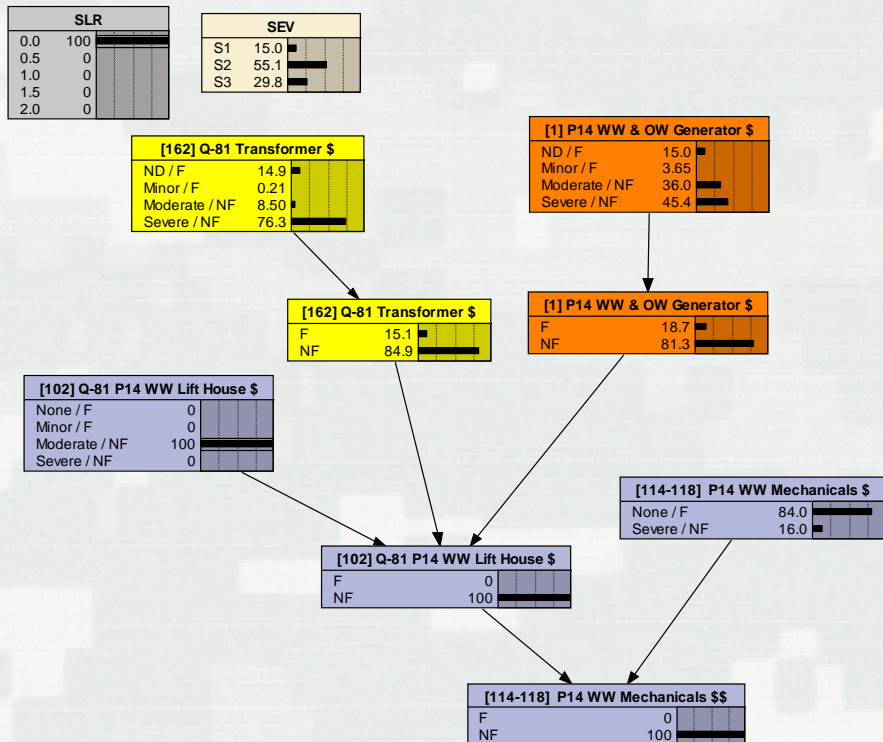 SLR
0.0 100
0.5 0
1.0 0
1.5 0
2.0 0
SEV
S1 15.0
S2 55.1
S3 29.8
[162] Q-81 Transformer $
ND / F 14.9
Minor / F 0.21
Moderate / NF 8.50
Severe / NF 76.3
[1] P14 WW & OW Generator $
ND / F 15.0
Minor / F 3.65
Moderate / NF 36.0
Severe / NF 45.4
[162] Q-81 Transformer $
F 15.1
NF 84.9
[1] P14 WW & OW Generator $
F 18.7
NF 81.3
[102] Q-81 P14 WW Lift House $
None / F 0
Minor / F 0
Moderate / NF 100
Severe / NF 0
[114-118] P14 WW Mechanicals $
None / F 84.0
Severe / NF 16.0
[102] Q-81 P14 WW Lift House $
F 0
NF 100
[114-118] P14 WW Mechanicals $$
F 0
NF 100